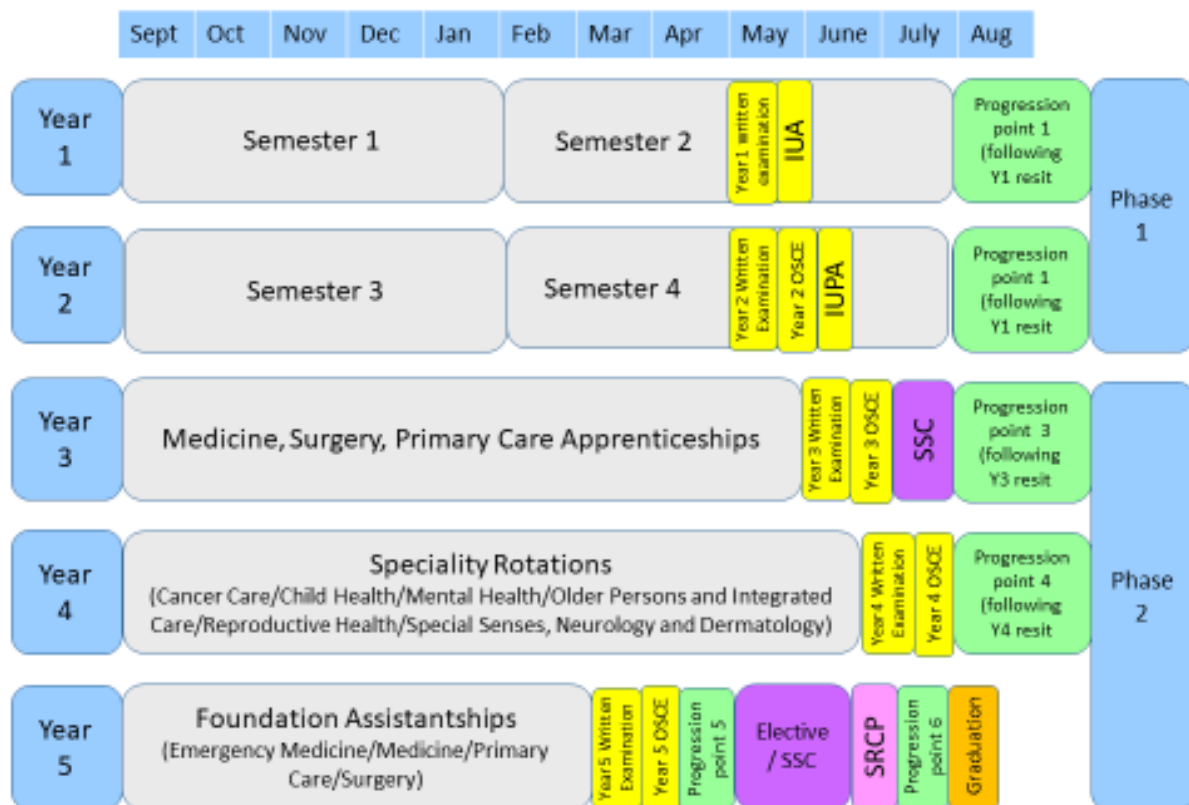 Sept Oct Nov Dec Jan Feb Mar Apr May June July Aug
Year
1
Semester 1
Semester 2
Year 1 written
examination
IUA
Progression
point 1
(following
Y1 resit
Phase
1
Year
2
Semester 3
Semester 4
Year 2 Written
Examination
Year 2 OSCE
IUPA
Progression
point 1
(following
Y1 resit
Year
3
Medicine, Surgery, Primary Care Apprenticeships
Year 3 Written
Examination
Year 3 OSCE
SSC
Progression
point 3
(following
Y3 resit
Phase
2
Year
4
Speciality Rotations
(Cancer Care/Child Health/Mental Health/Older Persons and Integrated
Care/Reproductive Health/Special Senses, Neurology and Dermatology)
Year 4 Written
Examination
Year 4 OSCE
Progression
point 4
(following
Y4 resit
Year
5
Foundation Assistantships
(Emergency Medicine/Medicine/Primary
Care/Surgery)
Year 5 Written
Examination
Year 5 OSCE
Progression
point 5
Elective
/ SSC
SRCP
Progression
point 6
Graduation